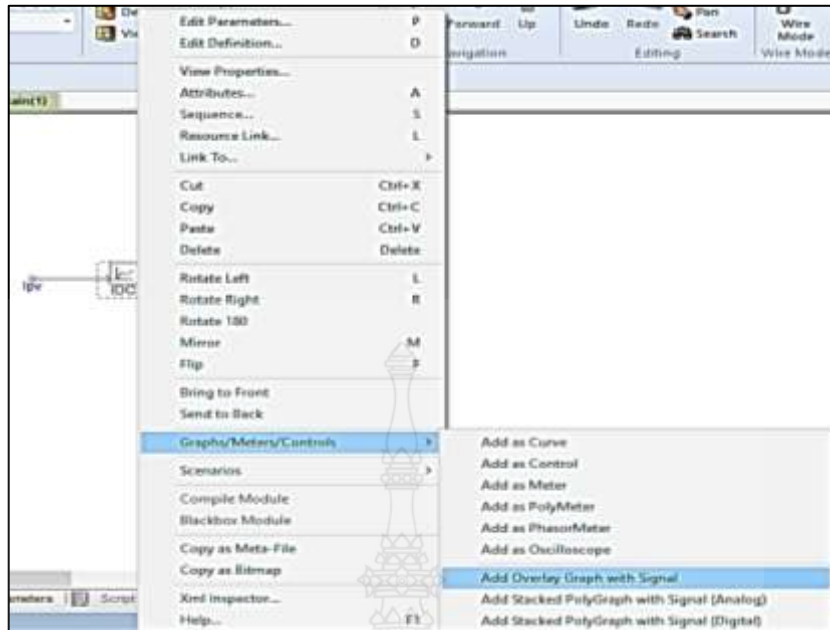 Edit Parameters... P
Edit Definition... D
View Properties...
Attributes... A
Sequence... S
Resource Link... L
Link To...
Cut Ctrl+X
Copy Ctrl+C
Paste Ctrl+V
Delete Delete
Rotate Left L
Rotate Right R
Rotate 180
Mirror M
Flip F
Bring to Front
Send to Back
Graphs/Meters/Controls
Scenarios
Compile Module
Blackbox Module
Copy as Meta-File
Copy as Bitmap
Xml Inspector...
Help... F1
Add as Curve
Add as Control
Add as Meter
Add as PolyMeter
Add as PhasorMeter
Add as Oscilloscope
Add Overlay Graph with Signal
Add Stacked PolyGraph with Signal (Analog)
Add Stacked PolyGraph with Signal (Digital)
Forward Up
Undo Redo
Pan
Search
Editing
Wire
Mode
Wire Mode
Ipv
Script